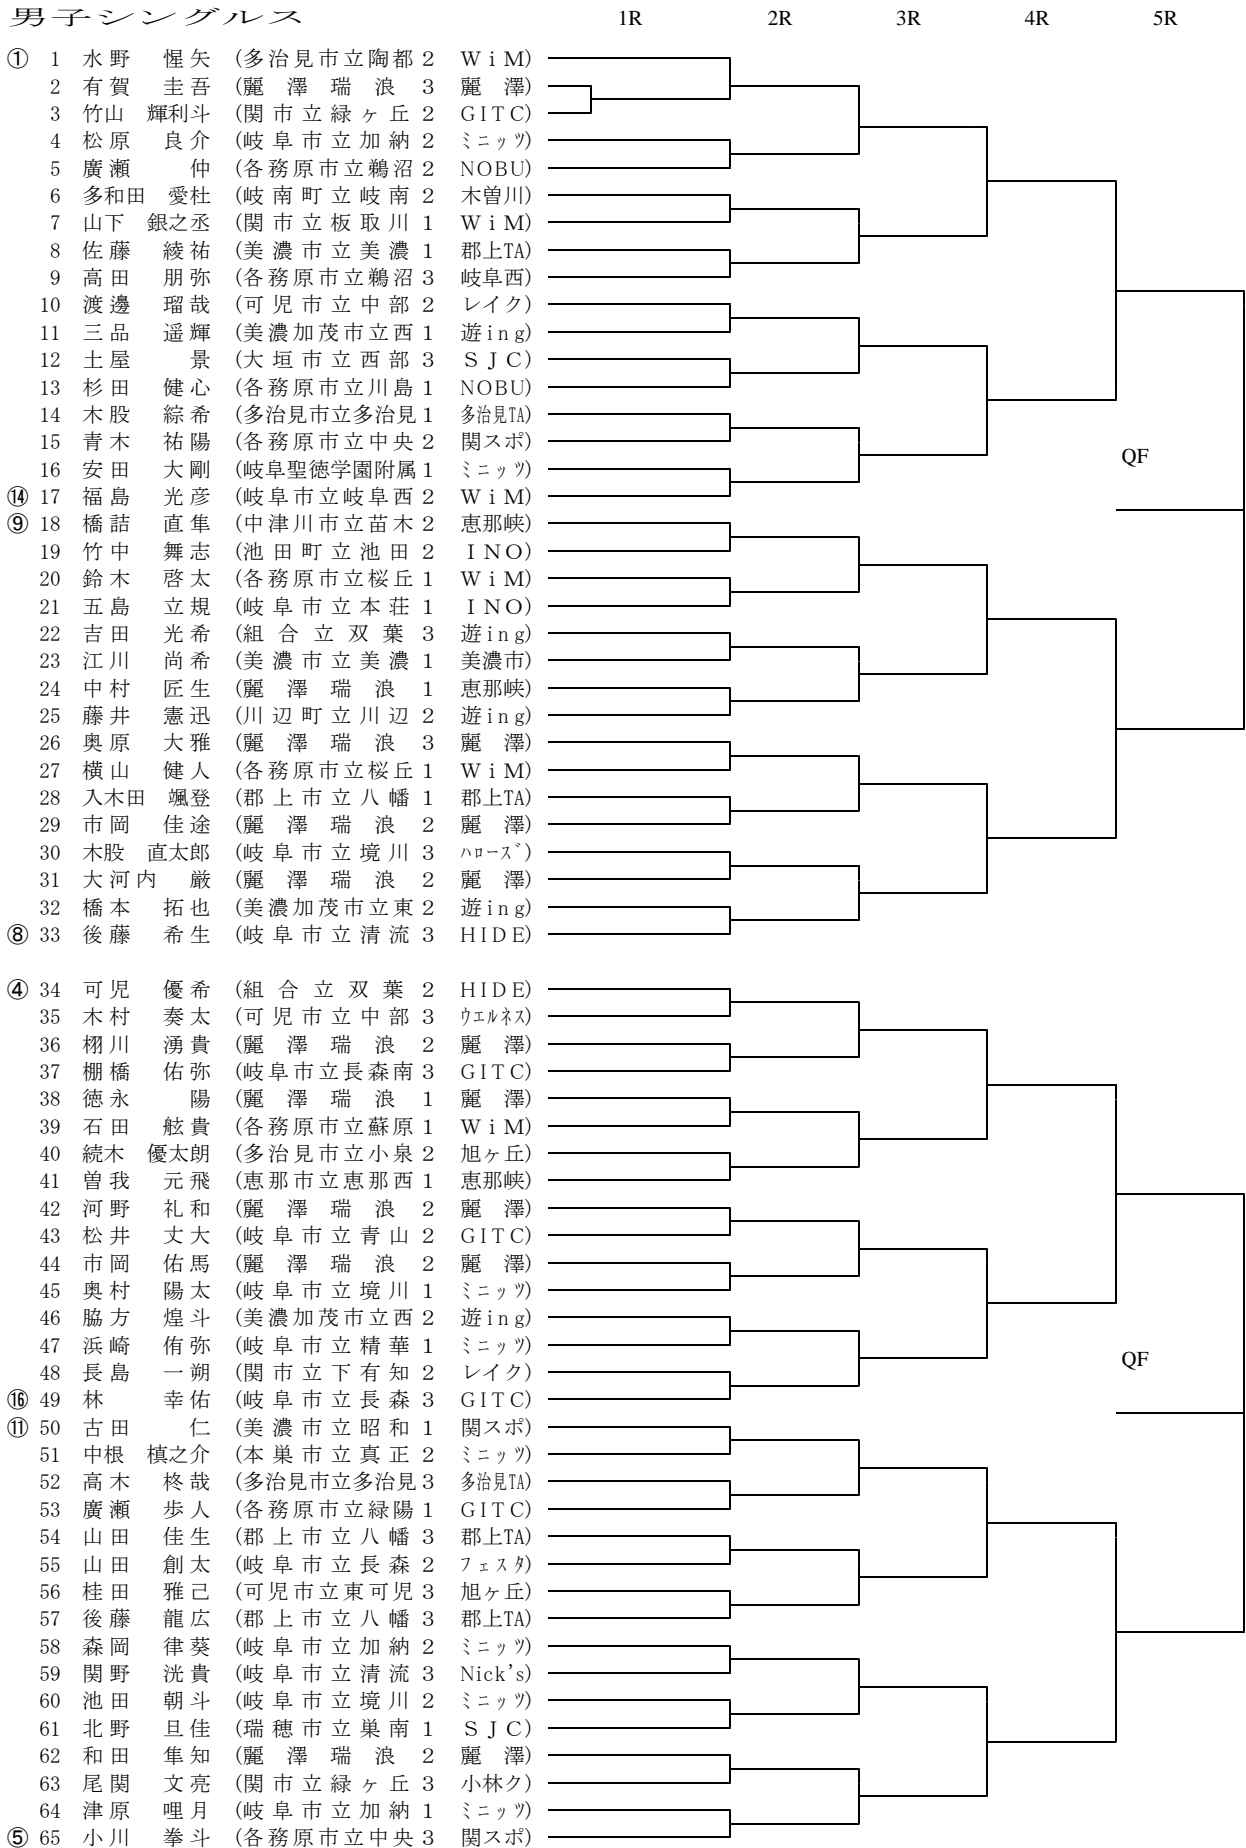 男子シングルス 1R 2R 3R 4R 5R
① 1 水野 惺矢 (多治見市立陶都 2 WiM)
2 有賀 圭吾 (麗澤瑞浪 3 麗澤)
3 竹山 輝利斗 (関市立緑ヶ丘 2 GITC)
4 松原 良介 (岐阜市立加納 2 ミニッツ)
5 廣瀬 仲 (各務原市立鵜沼 2 NOBU)
6 多和田 愛杜 (岐南町立岐南 2 木曽川)
7 山下 銀之丞 (関市立板取川 1 WiM)
8 佐藤 綾祐 (美濃市立美濃 1 郡上TA)
9 高田 朋弥 (各務原市立鵜沼 3 岐阜西)
10 渡邊 瑠哉 (可児市立中部 2 レイク)
11 三品 遥輝 (美濃加茂市立西 1 遊ing)
12 土屋 景 (大垣市立西部 3 SJC)
13 杉田 健心 (各務原市立川島 1 NOBU)
14 木股 綜希 (多治見市立多治見 1 多治見TA)
15 青木 祐陽 (各務原市立中央 2 関スポ)
QF
16 安田 大剛 (岐阜聖徳学園附属 1 ミニッツ)
⑭ 17 福島 光彦 (岐阜市立岐阜西 2 WiM)
⑨ 18 橋詰 直隼 (中津川市立苗木 2 恵那峡)
19 竹中 舞志 (池田町立池田 2 INO)
20 鈴木 啓太 (各務原市立桜丘 1 WiM)
21 五島 立規 (岐阜市立本荘 1 INO)
22 吉田 光希 (組合立双葉 3 遊ing)
23 江川 尚希 (美濃市立美濃 1 美濃市)
24 中村 匠生 (麗澤瑞浪 1 恵那峡)
25 藤井 憲迅 (川辺町立川辺 2 遊ing)
26 奥原 大雅 (麗澤瑞浪 3 麗澤)
27 横山 健人 (各務原市立桜丘 1 WiM)
28 入木田 颯登 (郡上市立八幡 1 郡上TA)
29 市岡 佳途 (麗澤瑞浪 2 麗澤)
30 木股 直太郎 (岐阜市立境川 3 ハローズ)
31 大河内 厳 (麗澤瑞浪 2 麗澤)
32 橋本 拓也 (美濃加茂市立東 2 遊ing)
⑧ 33 後藤 希生 (岐阜市立清流 3 HIDE)
④ 34 可児 優希 (組合立双葉 2 HIDE)
35 木村 奏太 (可児市立中部 3 ウエルネス)
36 栩川 湧貴 (麗澤瑞浪 2 麗澤)
37 棚橋 佑弥 (岐阜市立長森南 3 GITC)
38 徳永 陽 (麗澤瑞浪 1 麗澤)
39 石田 舷貴 (各務原市立蘇原 1 WiM)
40 続木 優太朗 (多治見市立小泉 2 旭ヶ丘)
41 曽我 元飛 (恵那市立恵那西 1 恵那峡)
42 河野 礼和 (麗澤瑞浪 2 麗澤)
43 松井 丈大 (岐阜市立青山 2 GITC)
44 市岡 佑馬 (麗澤瑞浪 2 麗澤)
45 奥村 陽太 (岐阜市立境川 1 ミニッツ)
46 脇方 煌斗 (美濃加茂市立西 2 遊ing)
47 浜崎 侑弥 (岐阜市立精華 1 ミニッツ)
QF
48 長島 一朔 (関市立下有知 2 レイク)
⑯ 49 林 幸佑 (岐阜市立長森 3 GITC)
⑪ 50 古田 仁 (美濃市立昭和 1 関スポ)
51 中根 槙之介 (本巣市立真正 2 ミニッツ)
52 高木 柊哉 (多治見市立多治見 3 多治見TA)
53 廣瀬 歩人 (各務原市立緑陽 1 GITC)
54 山田 佳生 (郡上市立八幡 3 郡上TA)
55 山田 創太 (岐阜市立長森 2 フェスタ)
56 桂田 雅己 (可児市立東可児 3 旭ヶ丘)
57 後藤 龍広 (郡上市立八幡 3 郡上TA)
58 森岡 律葵 (岐阜市立加納 2 ミニッツ)
59 関野 洸貴 (岐阜市立清流 3 Nick's)
60 池田 朝斗 (岐阜市立境川 2 ミニッツ)
61 北野 旦佳 (瑞穂市立巣南 1 SJC)
62 和田 隼知 (麗澤瑞浪 2 麗澤)
63 尾関 文亮 (関市立緑ヶ丘 3 小林ク)
64 津原 哩月 (岐阜市立加納 1 ミニッツ)
⑤ 65 小川 拳斗 (各務原市立中央 3 関スポ)